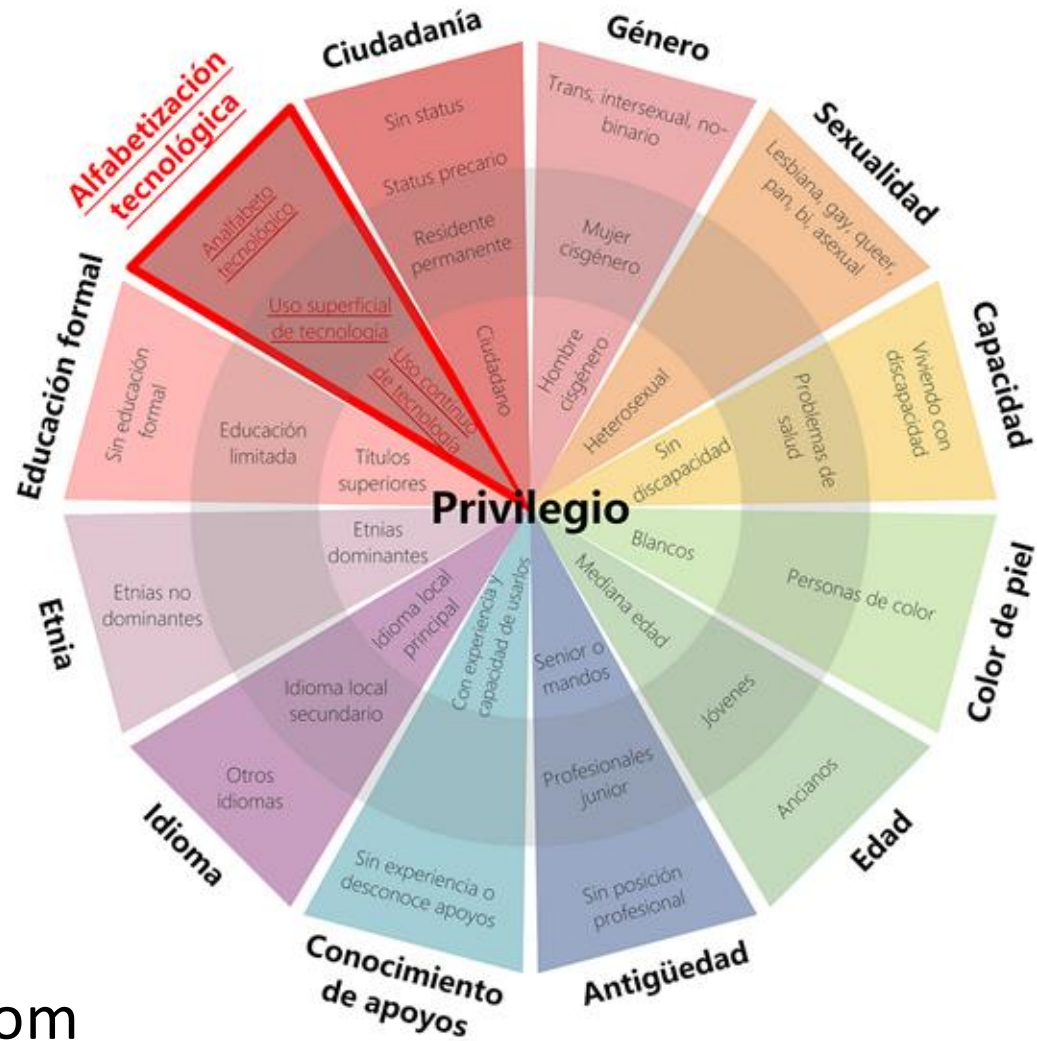 Ciudadanía
Sin status
Status precario
Residente
permanente
Ciudadano
Género
Trans, intersexual, no-
binario
Mujer
cisgénero
Hombre
cisgénero
Sexualidad
Lesbiana, gay, queer,
pan, bi, asexual
Heterosexual
Capacidad
Viviendo con
discapacidad
Problemas de
salud
Sin
discapacidad
Color de piel
Personas de color
Blancos
Edad
Ancianos
Jóvenes
Mediana edad
Antigüedad
Sin posición
profesional
Profesionales
junior
Senior o
mandos
Conocimiento
de apoyos
Sin experiencia o
desconoce apoyos
Con experiencia y
capacidad de usarlos
Idioma
Otros
idiomas
Idioma local
secundario
Idioma local
principal
Etnia
Etnias no
dominantes
Etnias
dominantes
Educación formal
Sin educación
formal
Educación
limitada
Títulos
superiores
Alfabetización
tecnológica
Analfabeto
tecnológico
Uso superficial
de tecnología
Uso continuo
de tecnología
Privilegio
om